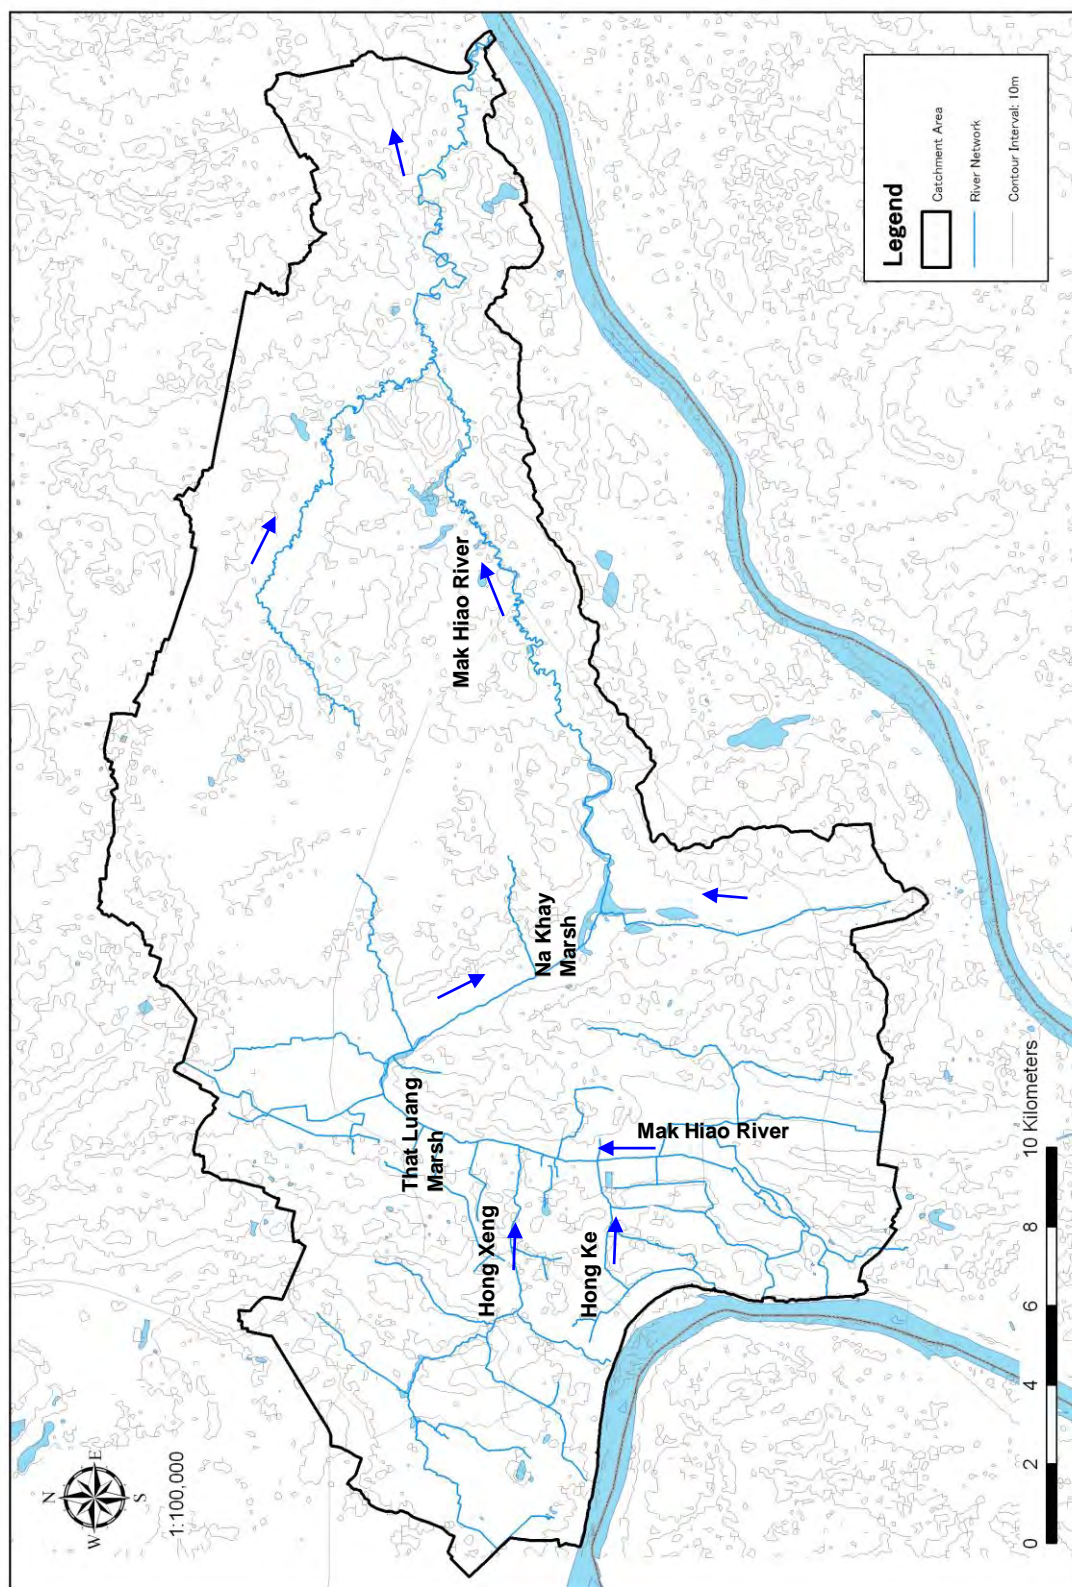 N
W E
S
1:100,000
That Luang
Marsh
Hong Xeng
Hong Ke
Mak Hiao River
Na Khay
Marsh
Mak Hiao River
0 2 4 6 8 10 Kilometers
Legend
Catchment Area
River Network
Contour Interval: 10m